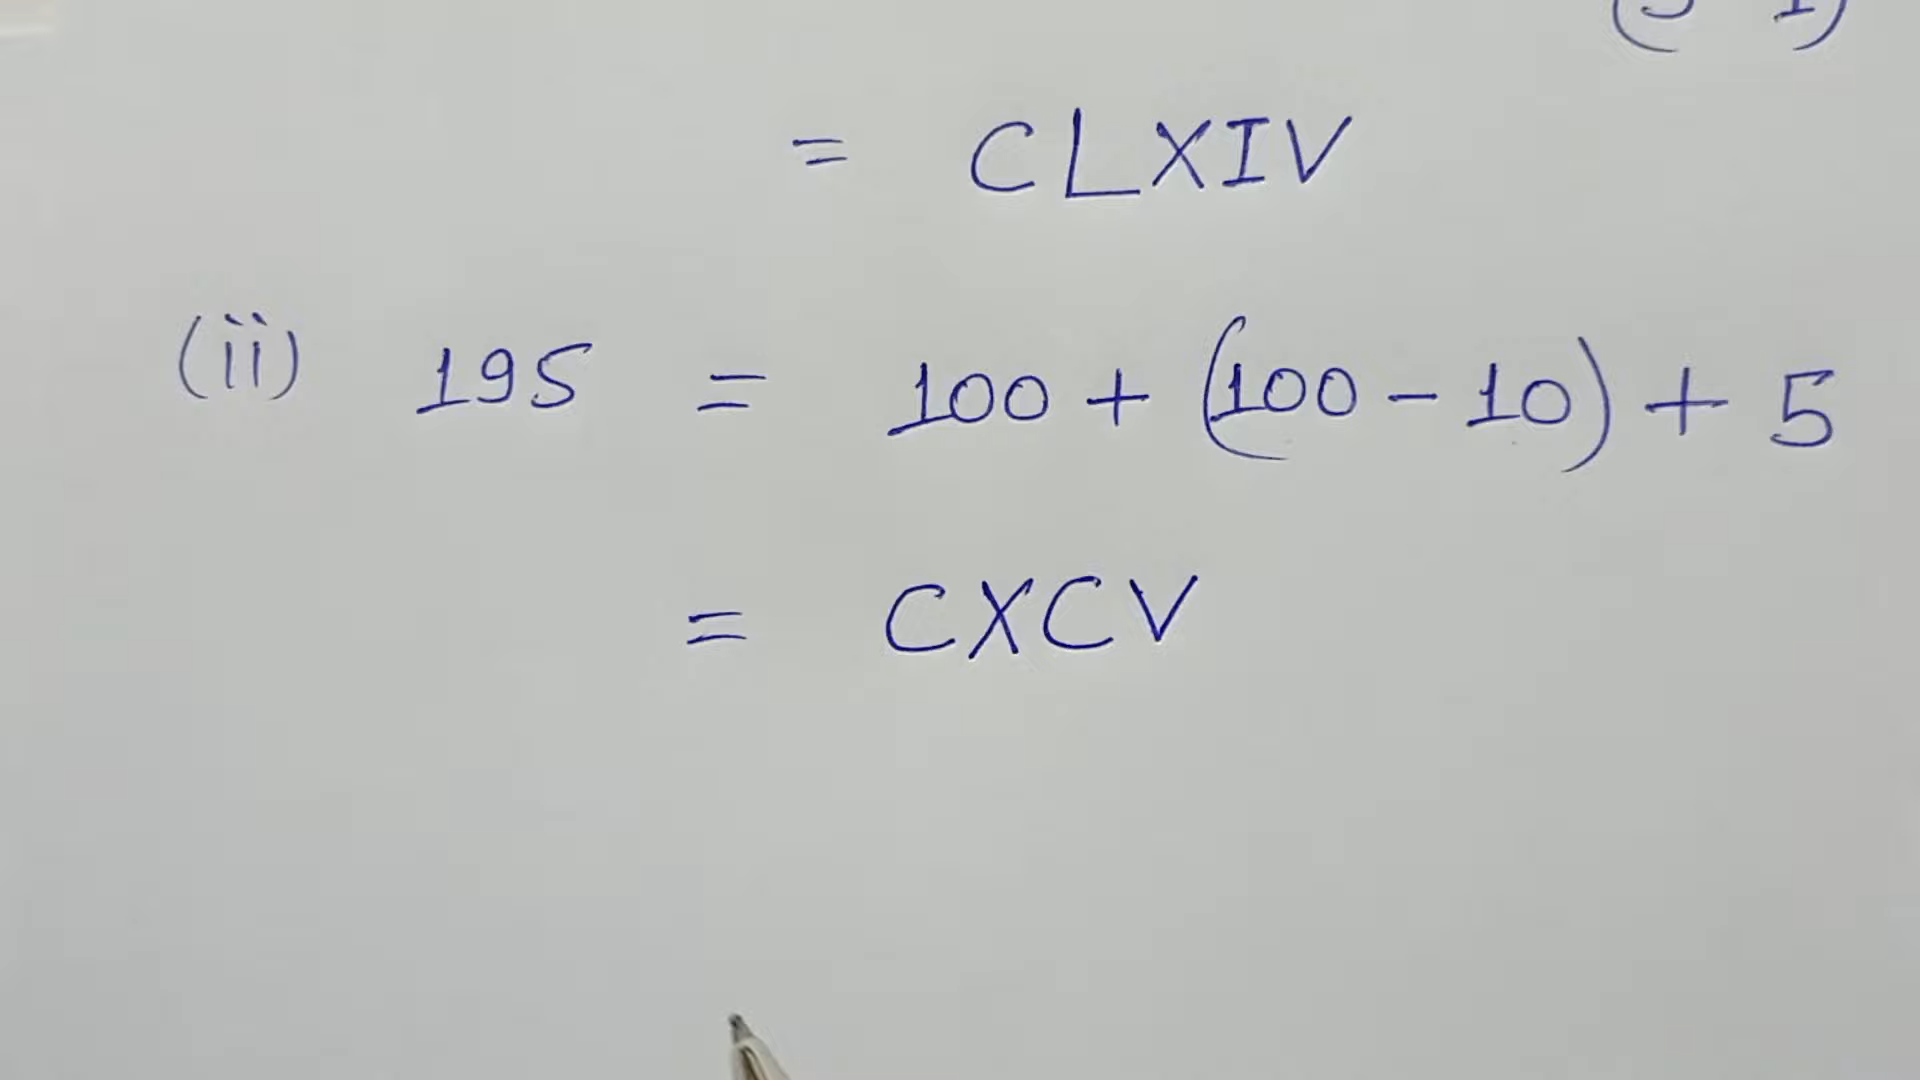 = CLXIV
(ii) 195 = 100 + (100 - 10) + 5
= CXCV